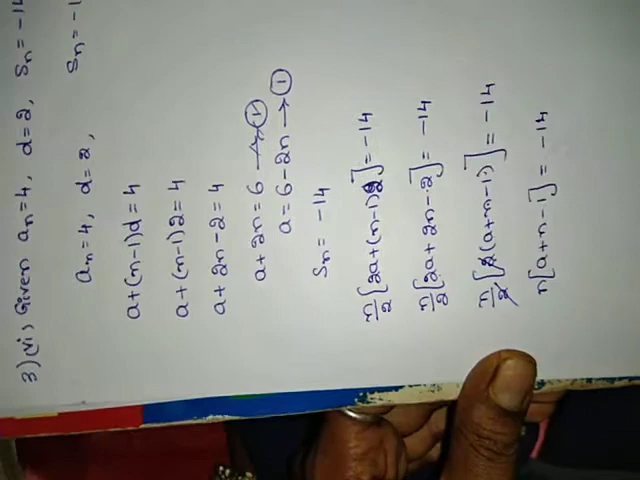 3)(vi) Given an=4, d=2, Sn=-14
an=4, d=2, Sn=-1
a+(n-1)d=4
a+(n-1)2=4
a+2n-2=4
a+2n=6 → ①
a=6-2n → ①
Sn=-14
n/2[2a+(n-1)2]=-14
n/2[2a+2n-2]=-14
n/2[2(a+n-1)]=-14
n[a+n-1]=-14